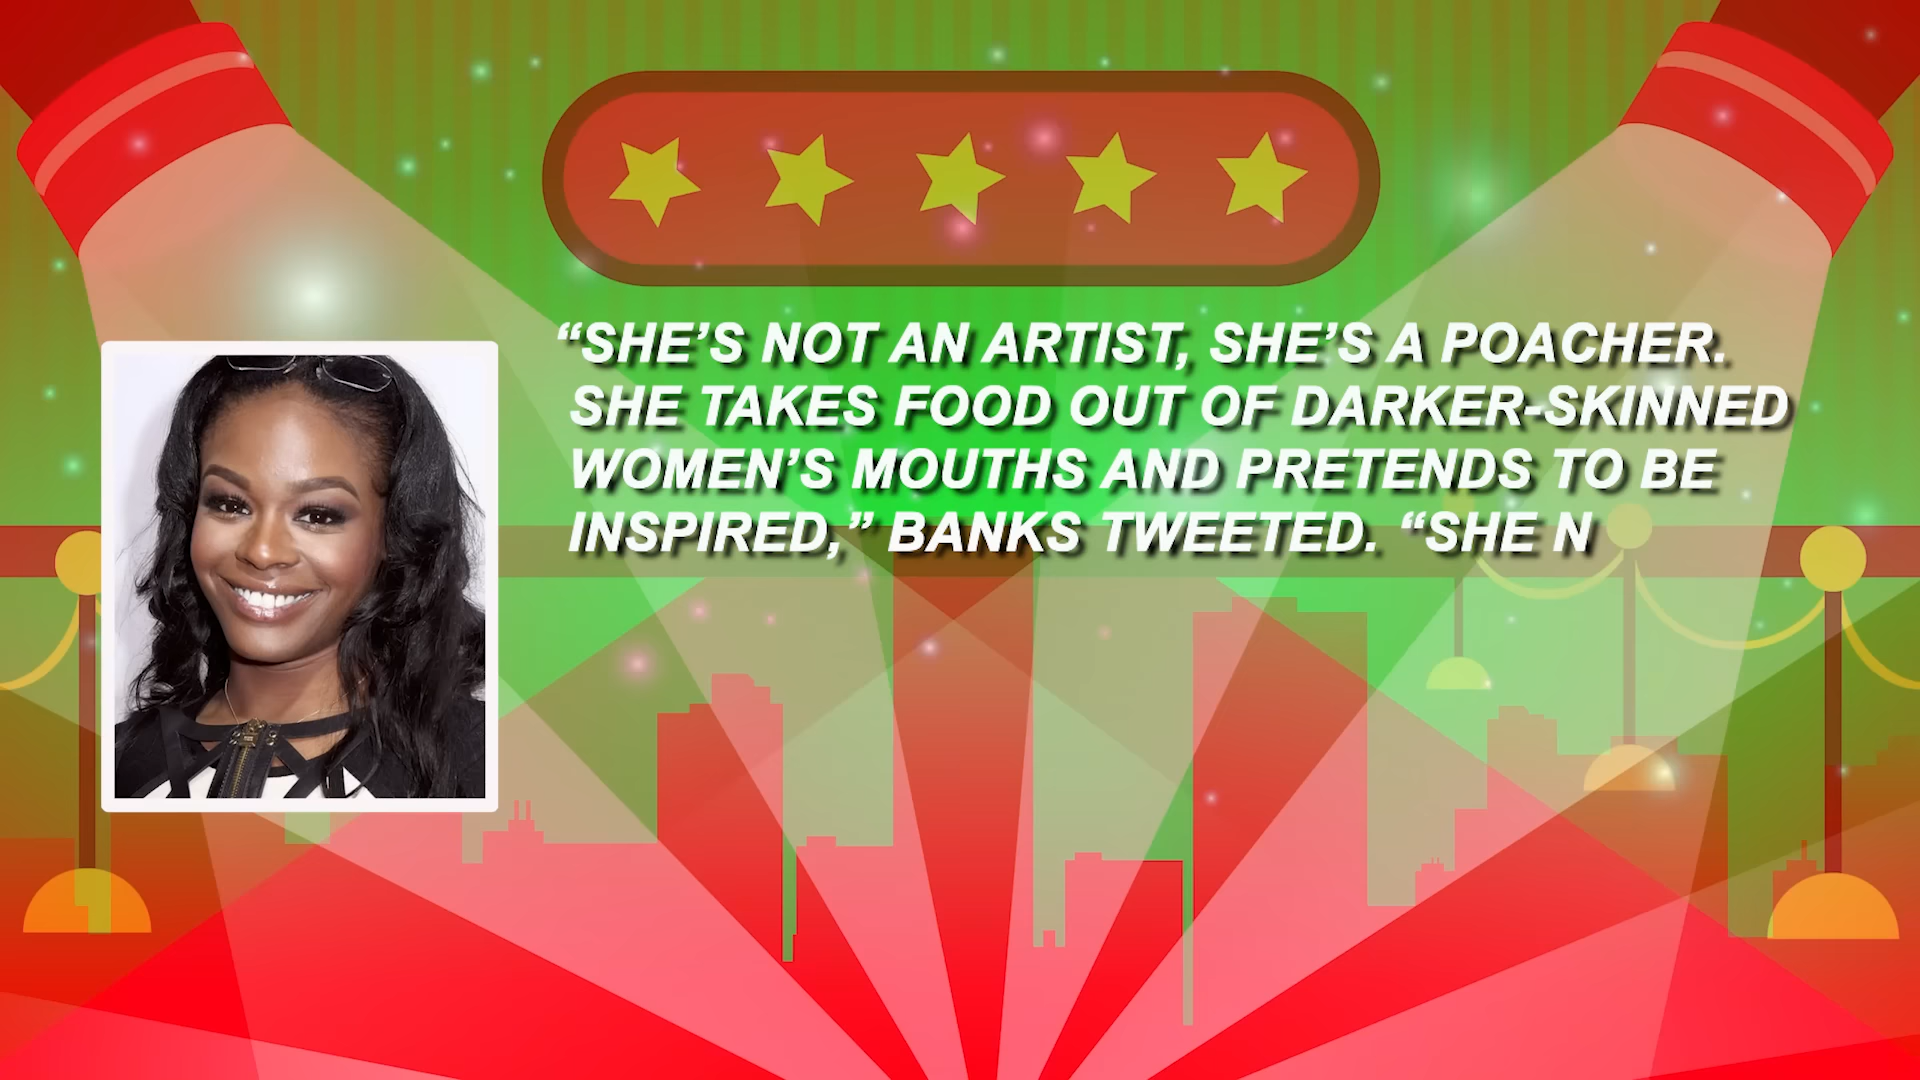 “SHE’S NOT AN ARTIST, SHE’S A POACHER.
SHE TAKES FOOD OUT OF DARKER-SKINNED
WOMEN’S MOUTHS AND PRETENDS TO BE
INSPIRED,” BANKS TWEETED. “SHE N